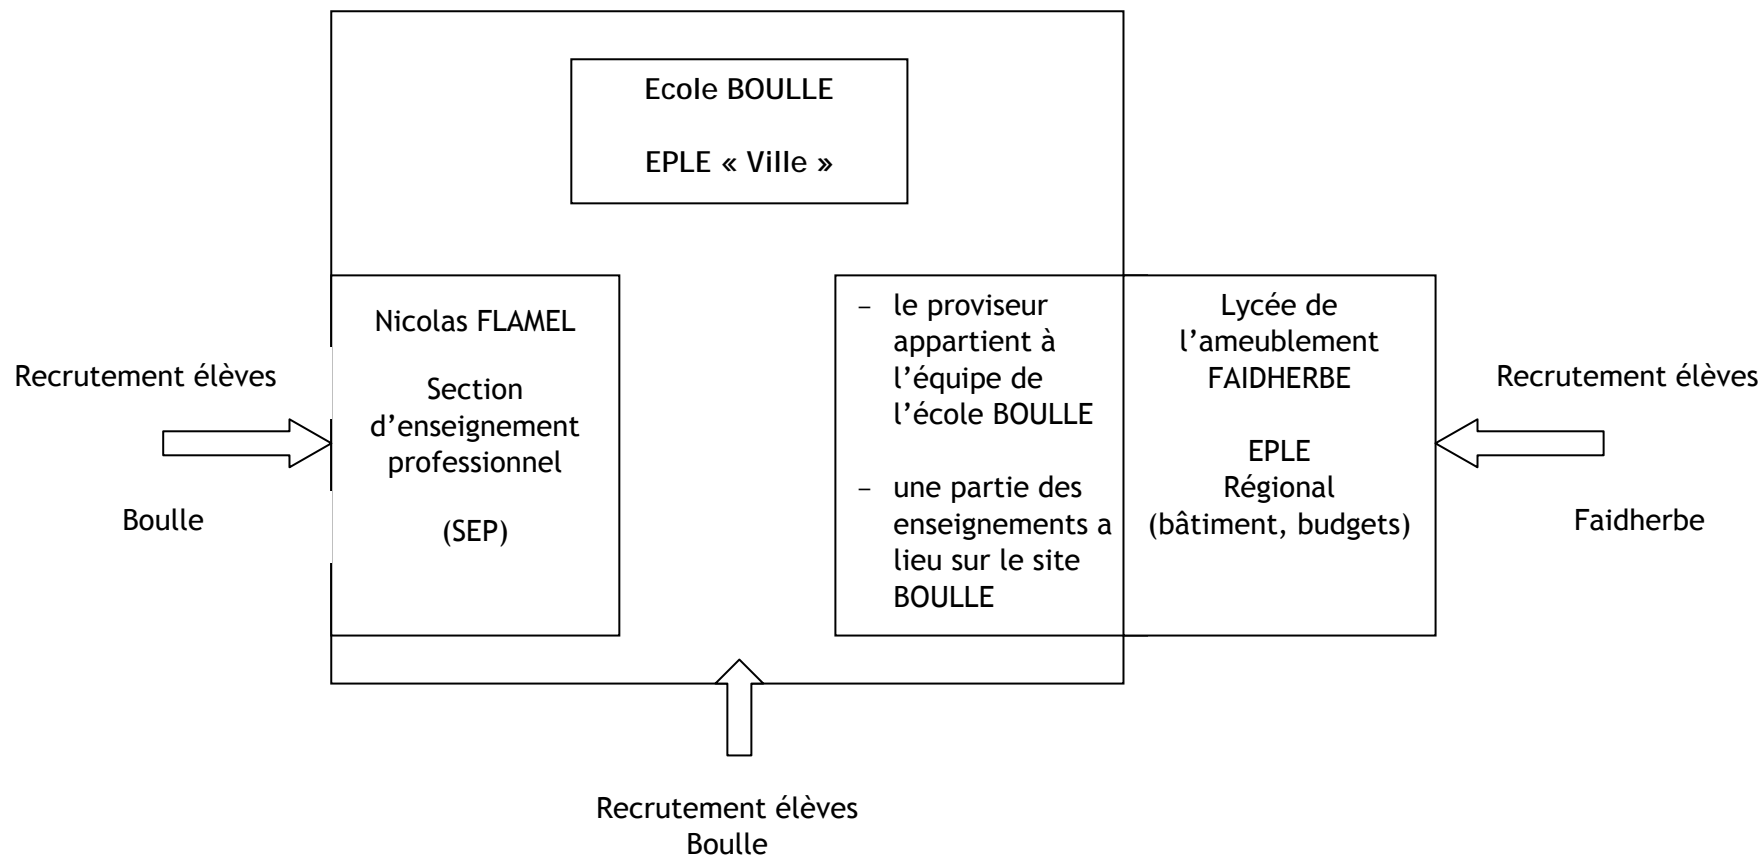 Ecole BOULLE
EPLE « Ville »
Recrutement élèves
Boulle
Nicolas FLAMEL
Section
d’enseignement
professionnel
(SEP)
– le proviseur
appartient à
l’équipe de
l’école BOULLE
– une partie des
enseignements a
lieu sur le site
BOULLE
Lycée de
l’ameublement
FAIDHERBE
EPLE
Régional
(bâtiment, budgets)
Recrutement élèves
Faidherbe
Recrutement élèves
Boulle